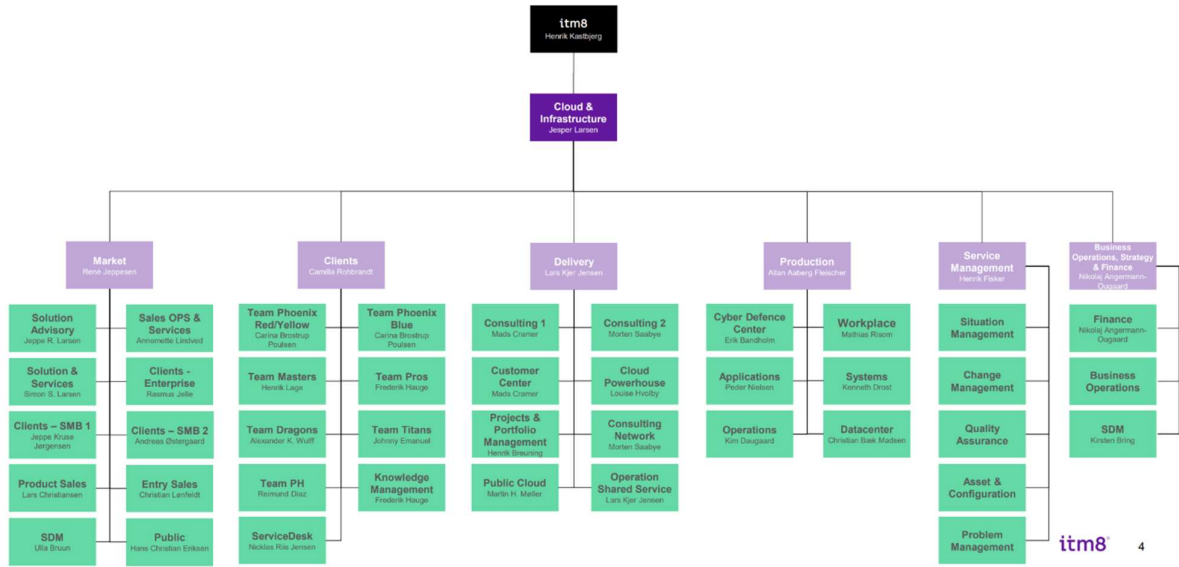 itm8
Henrik Kastbjerg
Cloud &
Infrastructure
Jesper Larsen
Market
René Jeppesen
Clients
Camilla Rohbrandt
Delivery
Lars Kjer Jensen
Production
Allan Aaberg Fleischer
Service
Management
Henrik Fisker
Business
Operations, Strategy
& Finance
Nikolaj Angermann-
Ougaard
Solution
Advisory
Jeppe R. Larsen
Sales OPS &
Services
Annemette Lindved
Solution &
Services
Simon S. Larsen
Clients -
Enterprise
Rasmus Jelle
Clients – SMB 1
Jeppe Kruse
Jørgensen
Clients – SMB 2
Andreas Østergaard
Product Sales
Lars Christiansen
Entry Sales
Christian Lønfeldt
SDM
Ulla Bruun
Public
Hans Christian Eriksen
Team Phoenix
Red/Yellow
Carina Brostrup
Poulsen
Team Phoenix
Blue
Carina Brostrup
Poulsen
Team Masters
Henrik Lage
Team Pros
Frederik Hauge
Team Dragons
Alexander K. Wulff
Team Titans
Johnny Emanuel
Team PH
Reimund Diaz
Knowledge
Management
Frederik Hauge
ServiceDesk
Nicklas Riis Jensen
Consulting 1
Mads Cramer
Consulting 2
Morten Saabye
Customer
Center
Mads Cramer
Cloud
Powerhouse
Louise Hvolby
Projects &
Portfolio
Management
Henrik Breuning
Consulting
Network
Morten Saabye
Public Cloud
Martin H. Møller
Operation
Shared Service
Lars Kjer Jensen
Cyber Defence
Center
Erik Bandholm
Workplace
Mathias Risom
Applications
Peder Nielsen
Systems
Kenneth Drost
Operations
Kim Daugaard
Datacenter
Christian Bæk Madsen
Situation
Management
Change
Management
Quality
Assurance
Asset &
Configuration
Problem
Management
Finance
Nikolaj Angermann-
Ougaard
Business
Operations
SDM
Kirsten Bring
itm8
4